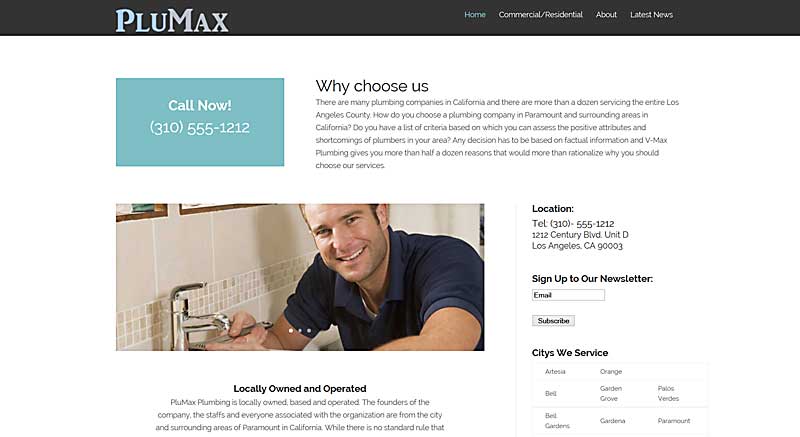 PLUMAX
Home Commercial/Residential About Latest News
Call Now!
(310) 555-1212
Why choose us
There are many plumbing companies in California and there are more than a dozen servicing the entire Los
Angeles County. How do you choose a plumbing company in Paramount and surrounding areas in
California? Do you have a list of criteria based on which you can assess the positive attributes and
shortcomings of plumbers in your area? Any decision has to be based on factual information and V-Max
Plumbing gives you more than half a dozen reasons that would more than rationalize why you should
choose our services.
Locally Owned and Operated
PluMax Plumbing is locally owned, based and operated. The founders of the
company, the staffs and everyone associated with the organization are from the city
and surrounding areas of Paramount in California. While there is no standard rule that
Location:
Tel: (310)- 555-1212
1212 Century Blvd. Unit D
Los Angeles, CA 90003
Sign Up to Our Newsletter:
Email
Subscribe
Citys We Service
Artesia Orange
Bell Garden Grove Palos Verdes
Bell Gardens Gardena Paramount